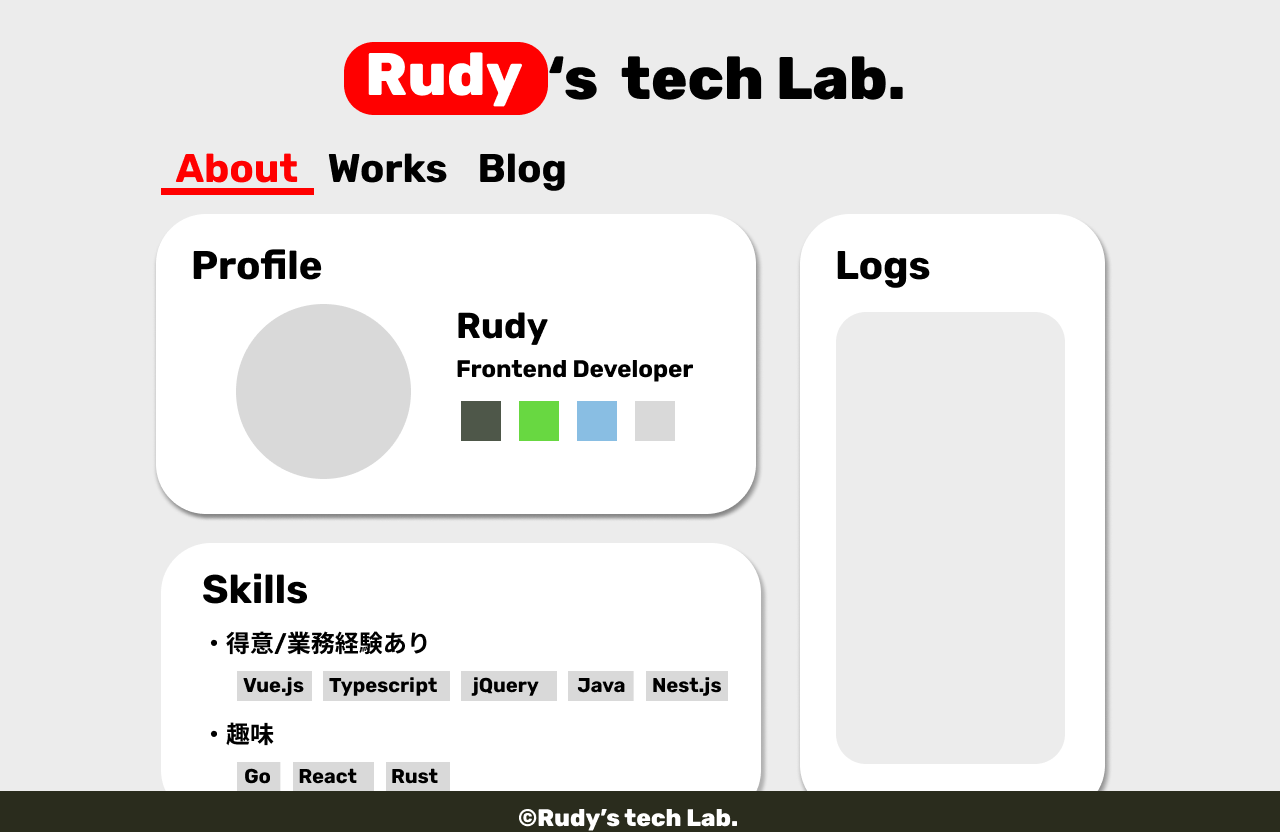 Rudy‘s tech Lab.
About Works Blog
Profile
Rudy
Frontend Developer
Skills
・得意/業務経験あり
Vue.js Typescript jQuery Java Nest.js
・趣味
Go React Rust
Logs
©Rudy’s tech Lab.